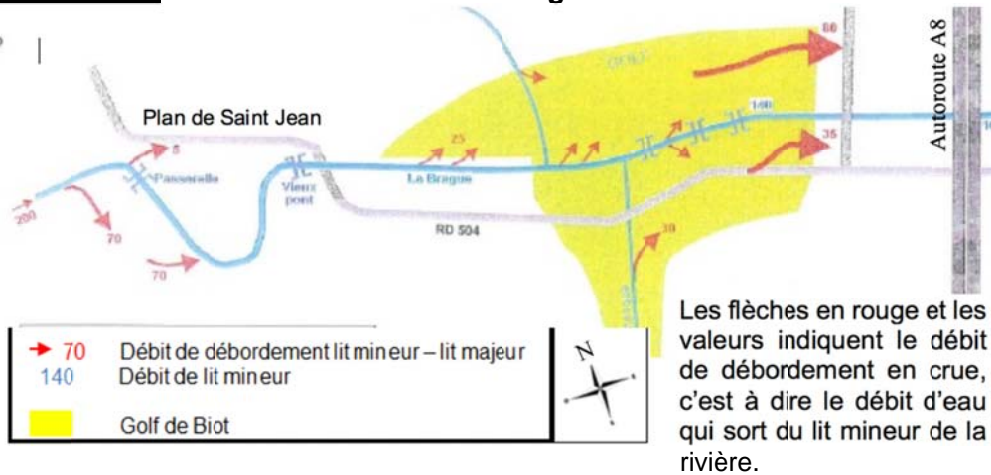 Plan de Saint Jean
GOLF
80
25
140
35
Autoroute A8
5
Passerelle
Vieux
pont
La Brague
200
70
70
RD 504
30
70 Débit de débordement lit mineur – lit majeur
140 Débit de lit mineur
Golf de Biot
N
Les flèches en rouge et les
valeurs indiquent le débit
de débordement en crue,
c'est à dire le débit d'eau
qui sort du lit mineur de la
rivière.